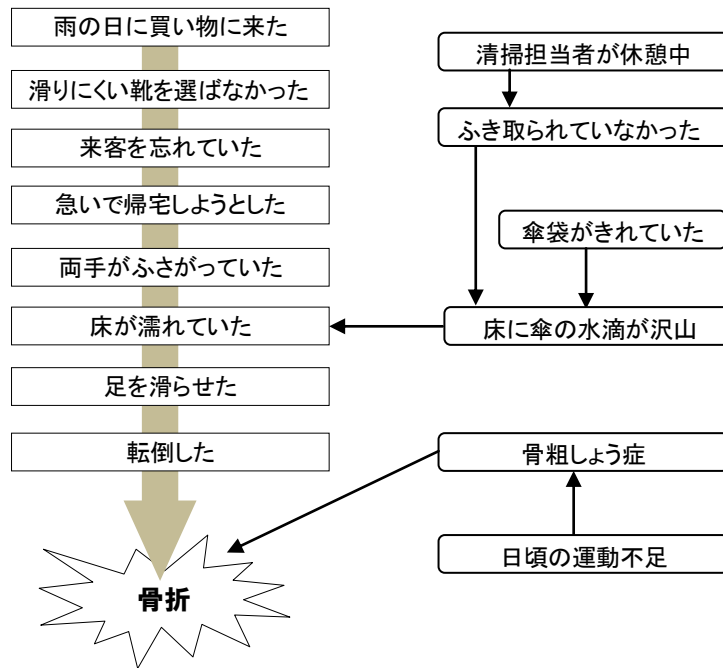 雨の日に買い物に来た
滑りにくい靴を選ばなかった
来客を忘れていた
急いで帰宅しようとした
両手がふさがっていた
床が濡れていた
足を滑らせた
転倒した
骨折
清掃担当者が休憩中
ふき取られていなかった
傘袋がきれていた
床に傘の水滴が沢山
骨粗しょう症
日頃の運動不足